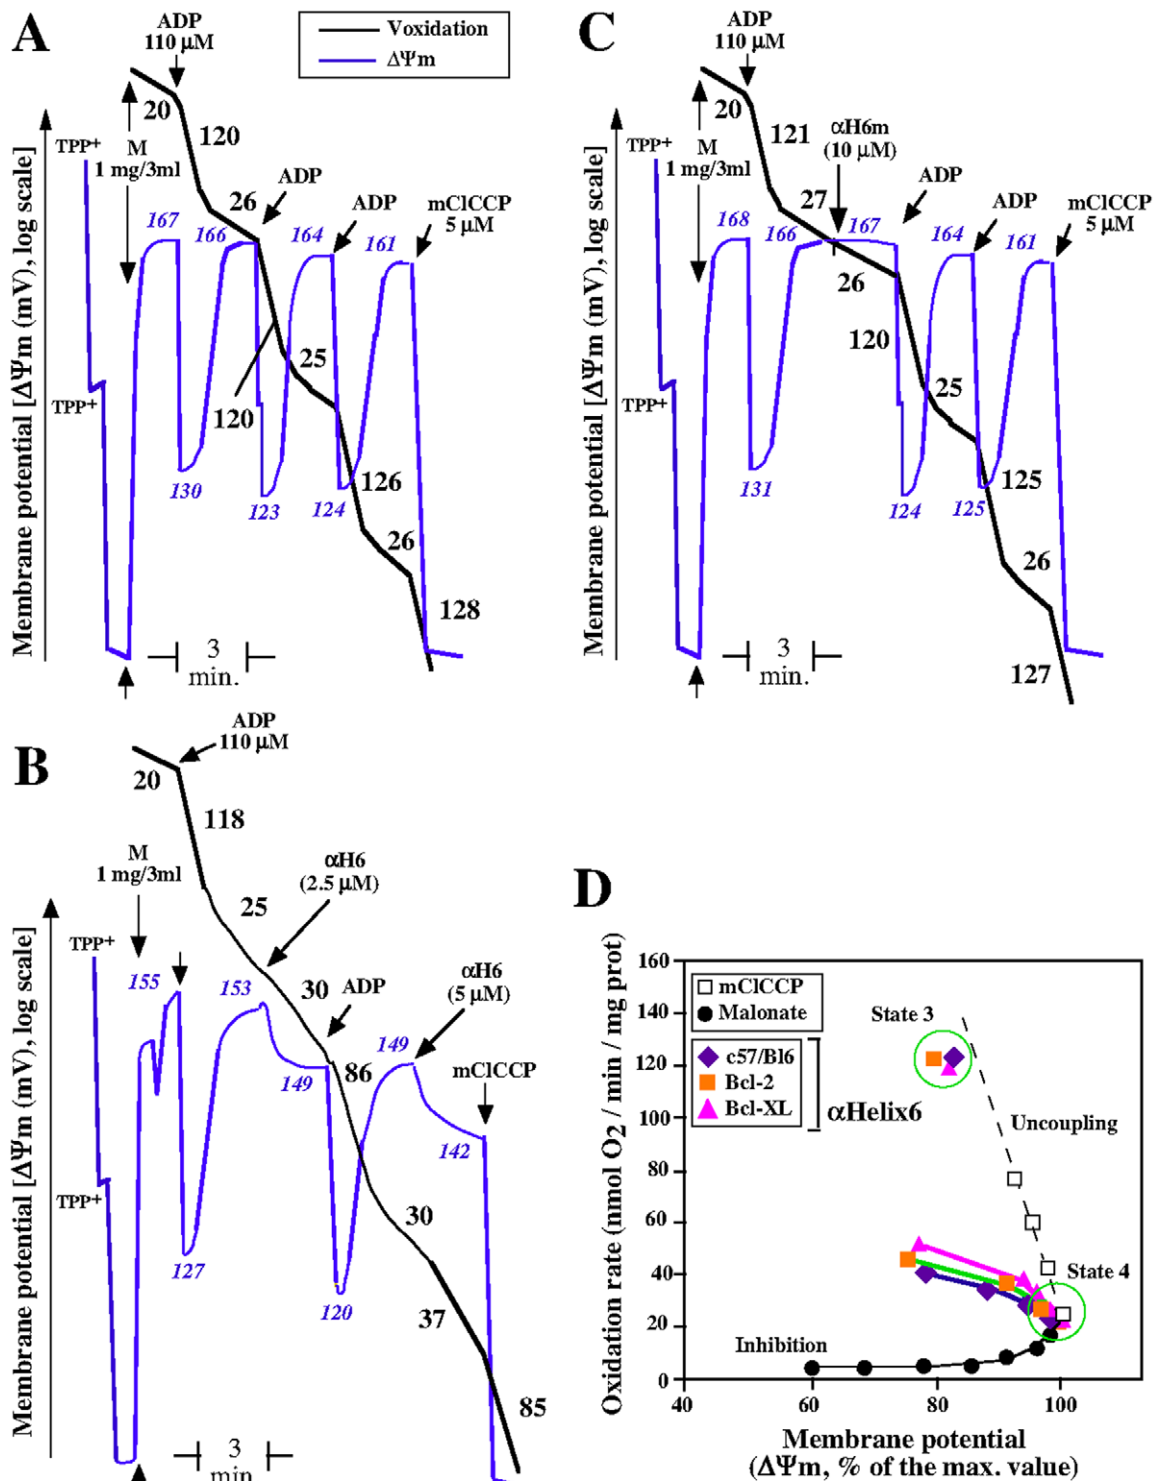 A
ADP
110 μM
Voxidation
ΔΨm
20
120
TPP+
M
1 mg/3ml
167
166
26
ADP
164
ADP
161
mClCCP
5 μM
Membrane potential [ΔΨm (mV), log scale]
TPP+
120
25
130
123
124
126
26
128
3
min.
C
ADP
110 μM
20
121
αH6m
(10 μM)
TPP+
M
1 mg/3ml
168
166
27
167
ADP
164
ADP
161
mClCCP
5 μM
Membrane potential [ΔΨm (mV), log scale]
TPP+
26
120
25
131
124
125
125
26
127
3
min.
B
ADP
110 μM
20
118
M
1 mg/3ml
αH6
(2.5 μM)
25
TPP+
155
153
30
ADP
αH6
(5 μM)
149
86
149
mClCCP
Membrane potential [ΔΨm (mV), log scale]
TPP+
142
127
120
30
37
85
3
min
D
Oxidation rate (nmol O2 / min / mg prot)
160
140
120
100
80
60
40
20
0
mClCCP
Malonate
c57/Bl6
Bcl-2
Bcl-XL
αHelix6
State 3
Uncoupling
State 4
Inhibition
40
60
80
100
Membrane potential
(ΔΨm, % of the max. value)